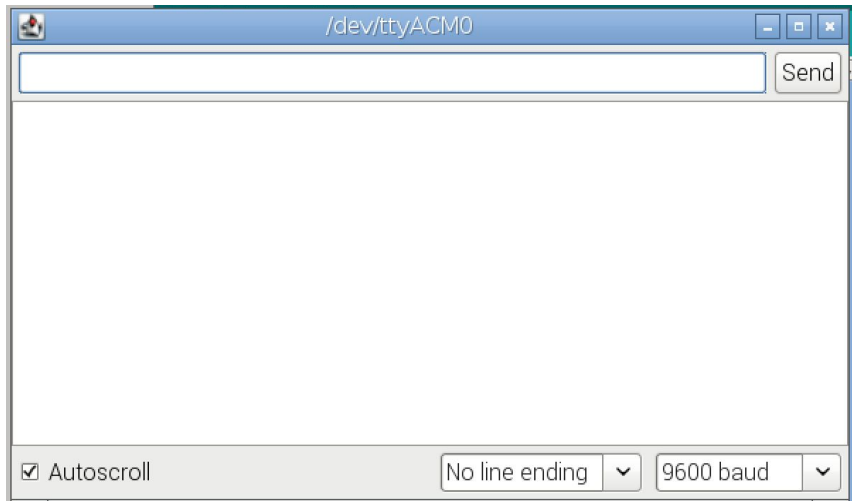 /dev/ttyACM0
Send
Autoscroll
No line ending
9600 baud